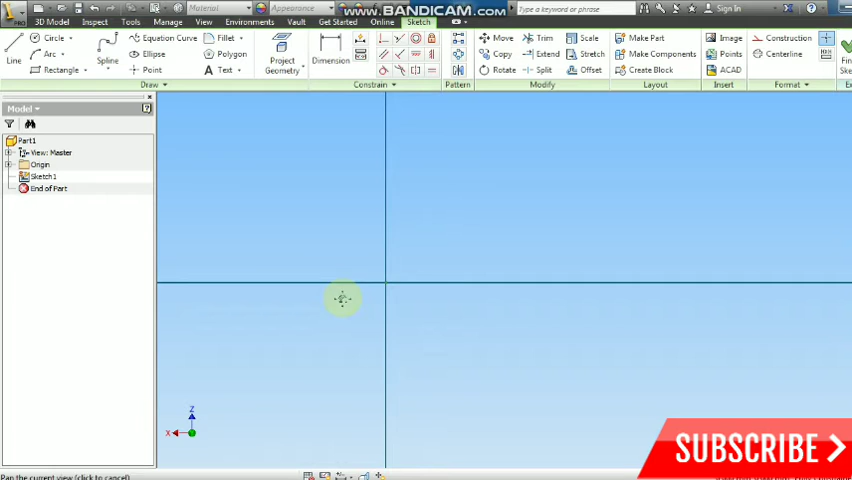 www.BANDICAM.com
Material
Appearance
Type a keyword or phrase
Sign In
PRO
3D Model Inspect Tools Manage View Environments Vault Get Started Online Sketch
Line
Circle
Arc
Rectangle
Spline
Equation Curve
Ellipse
Point
Fillet
Polygon
Text
Project
Geometry
Dimension
Move
Copy
Rotate
Trim
Extend
Split
Scale
Stretch
Offset
Make Part
Make Components
Create Block
Image
Points
ACAD
Construction
Centerline
Draw
Constrain
Pattern
Modify
Layout
Insert
Format
Model
Part1
View: Master
Origin
Sketch1
End of Part
Z
X
SUBSCRIBE
Pan the current view (click to cancel)